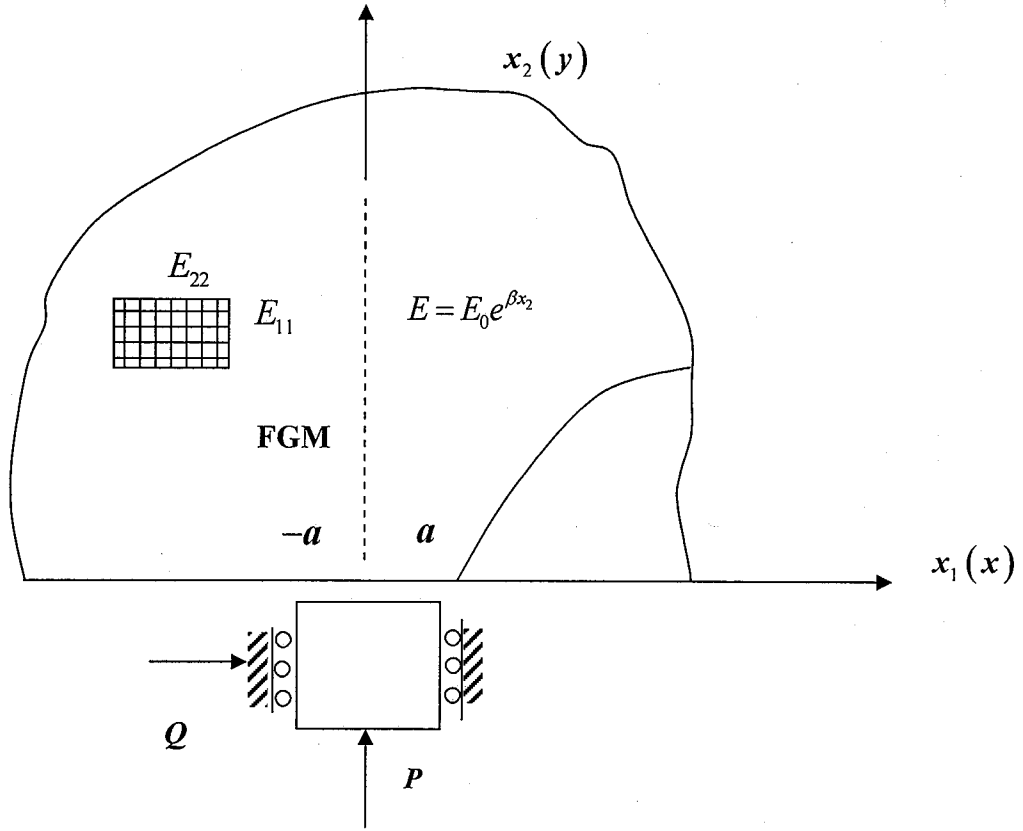 x₂(y)
E₂₂
E₁₁
E = E₀e^{βx₂}
FGM
–a
a
x₁(x)
Q
P